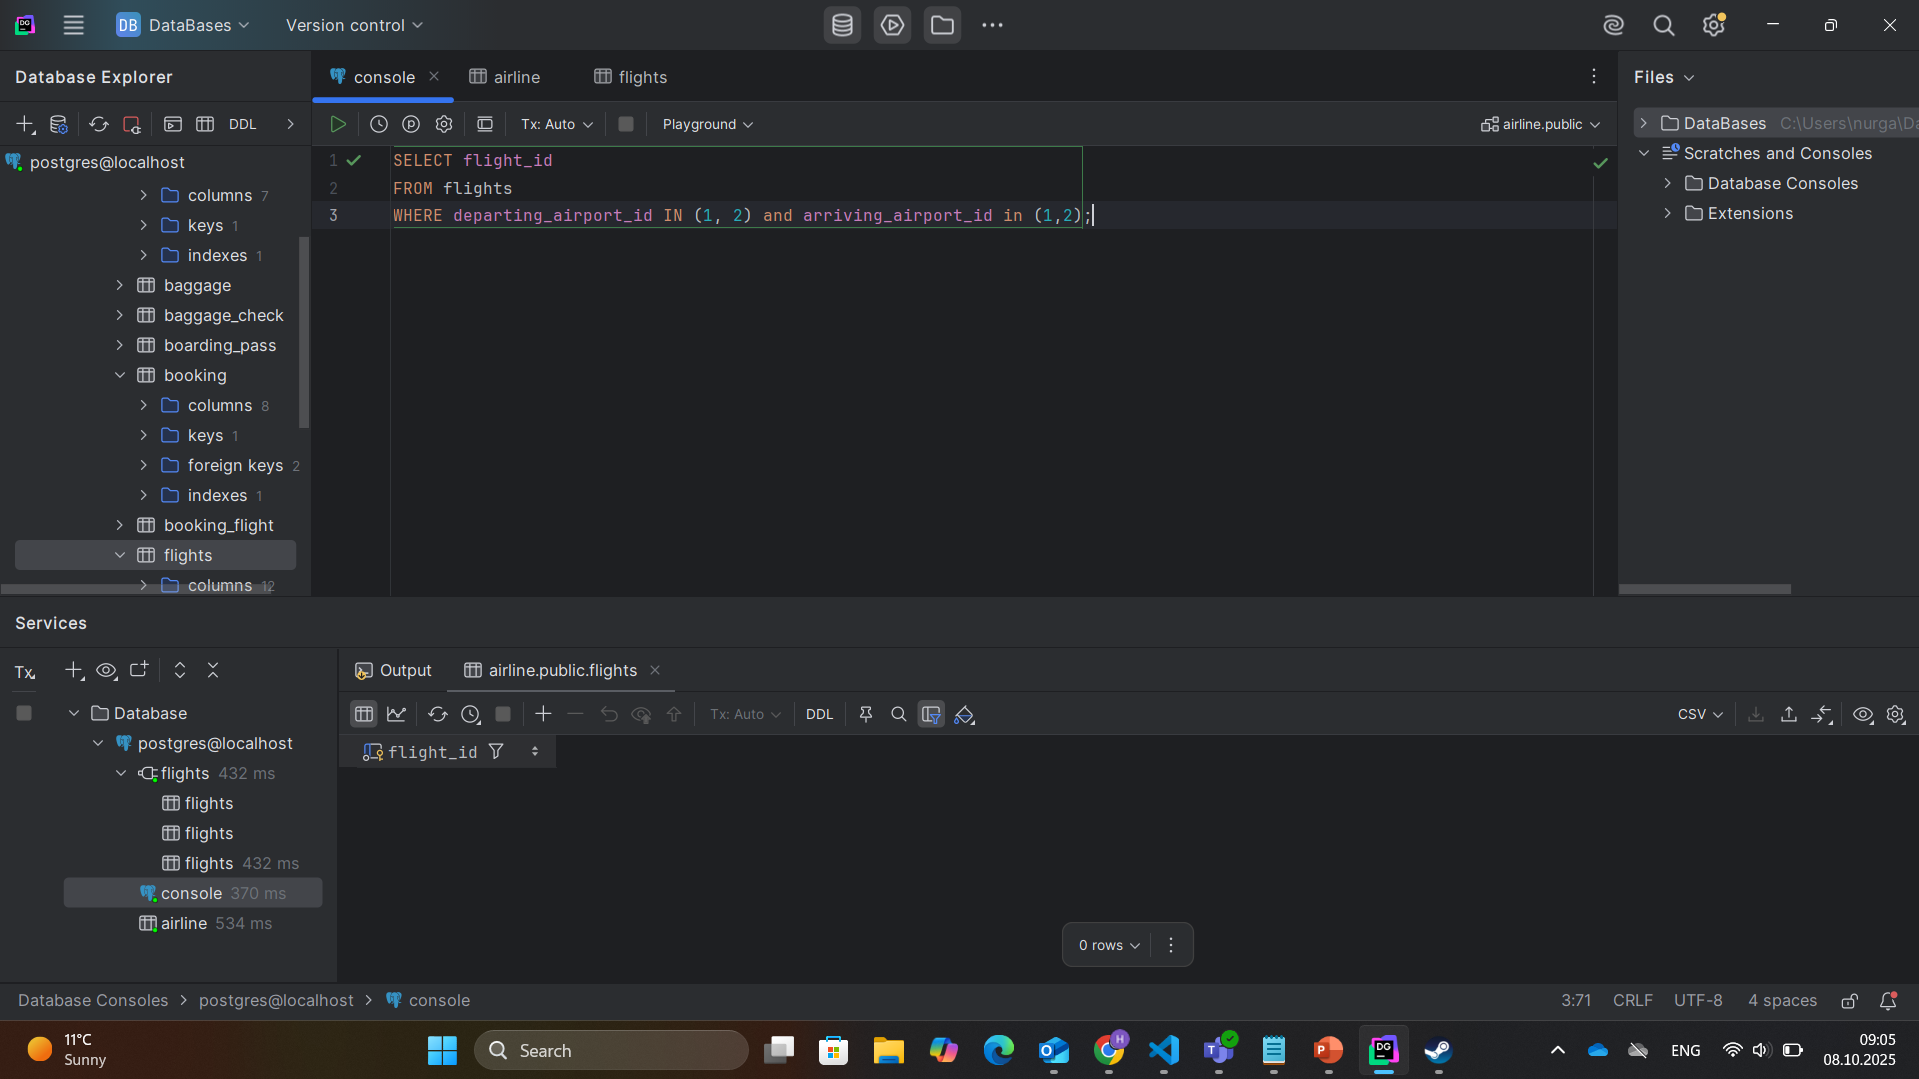 DB DataBases
Version control
Database Explorer
console
airline
flights
Files
DDL
Tx: Auto
Playground
airline.public
DataBases C:\Users\nurga\Da
Scratches and Consoles
Database Consoles
Extensions
postgres@localhost
columns 7
keys 1
indexes 1
baggage
baggage_check
boarding_pass
booking
columns 8
keys 1
foreign keys 2
indexes 1
booking_flight
flights
columns 12
1 SELECT flight_id
2 FROM flights
3 WHERE departing_airport_id IN (1, 2) and arriving_airport_id in (1,2);
Services
Tx
Output
airline.public.flights
Tx: Auto
DDL
CSV
Database
postgres@localhost
flights 432 ms
flights
flights
flights 432 ms
console 370 ms
airline 534 ms
flight_id
0 rows
Database Consoles > postgres@localhost > console
3:71 CRLF UTF-8 4 spaces
11°C
Sunny
Search
ENG
09:05
08.10.2025